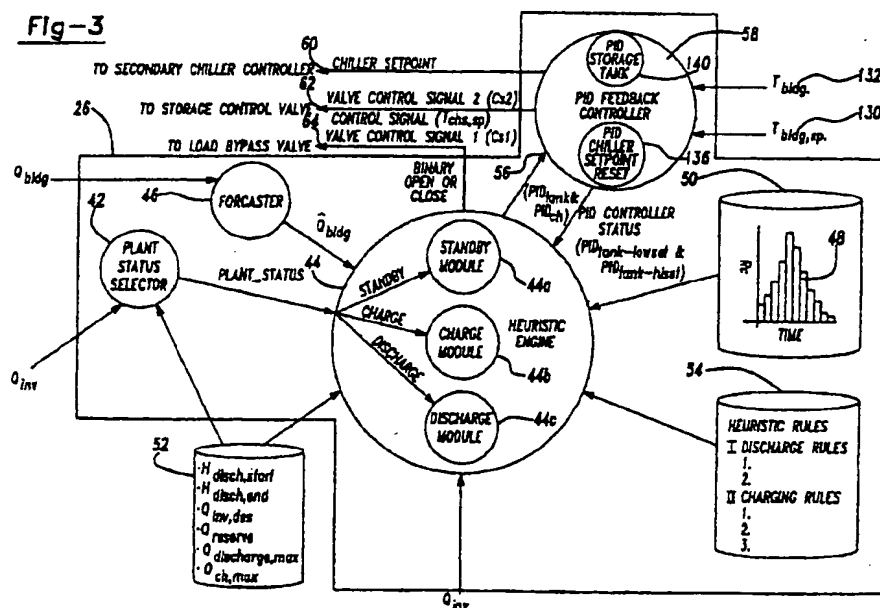 Fig-3
60
TO SECONDARY CHILLER CONTROLLER
CHILLER SETPOINT
62
TO STORAGE CONTROL VALVE
VALVE CONTROL SIGNAL 2 (Cs2)
CONTROL SIGNAL (Tchs,sp)
64
VALVE CONTROL SIGNAL 1 (Cs1)
TO LOAD BYPASS VALVE
BINARY
OPEN OR
CLOSE
26
PID
STORAGE
TANK
140
58
PID FEEDBACK
CONTROLLER
PID
CHILLER
SETPOINT
RESET
136
Tbldg.
132
Tbldg,sp.
130
56
(PIDtank&
PIDch)
PID CONTROLLER
STATUS
(PIDtank-lowsel &
PIDtank-hisel)
Qbldg
46
FORCASTER
Q̂bldg
42
PLANT
STATUS
SELECTOR
PLANT_STATUS
44
STANDBY
CHARGE
DISCHARGE
STANDBY
MODULE
44a
CHARGE
MODULE
44b
HEURISTIC
ENGINE
DISCHARGE
MODULE
44c
Qinv
50
48
TIME
54
HEURISTIC RULES
I DISCHARGE RULES
1.
2.
II CHARGING RULES
1.
2.
3.
52
·Hdisch,start
·Hdisch,end
·Qinv,des
·Qreserve
·Qdischarge,max
·Qch,max
Qinv